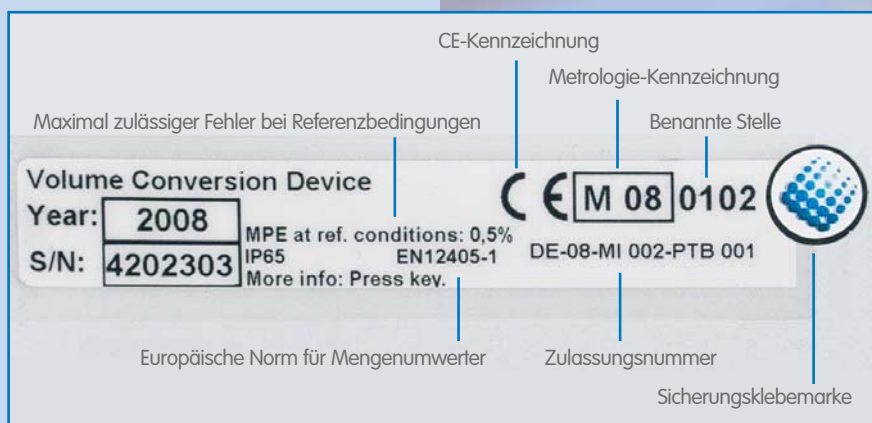 CE-Kennzeichnung
Metrologie-Kennzeichnung
Maximal zulässiger Fehler bei Referenzbedingungen
Benannte Stelle
Volume Conversion Device
CE M 08 0102
Year: 2008
MPE at ref. conditions: 0,5%
S/N: 4202303
IP65 EN12405-1
DE-08-MI 002-PTB 001
More info: Press key.
Europäische Norm für Mengenumwerter
Zulassungsnummer
Sicherungsklebemarke